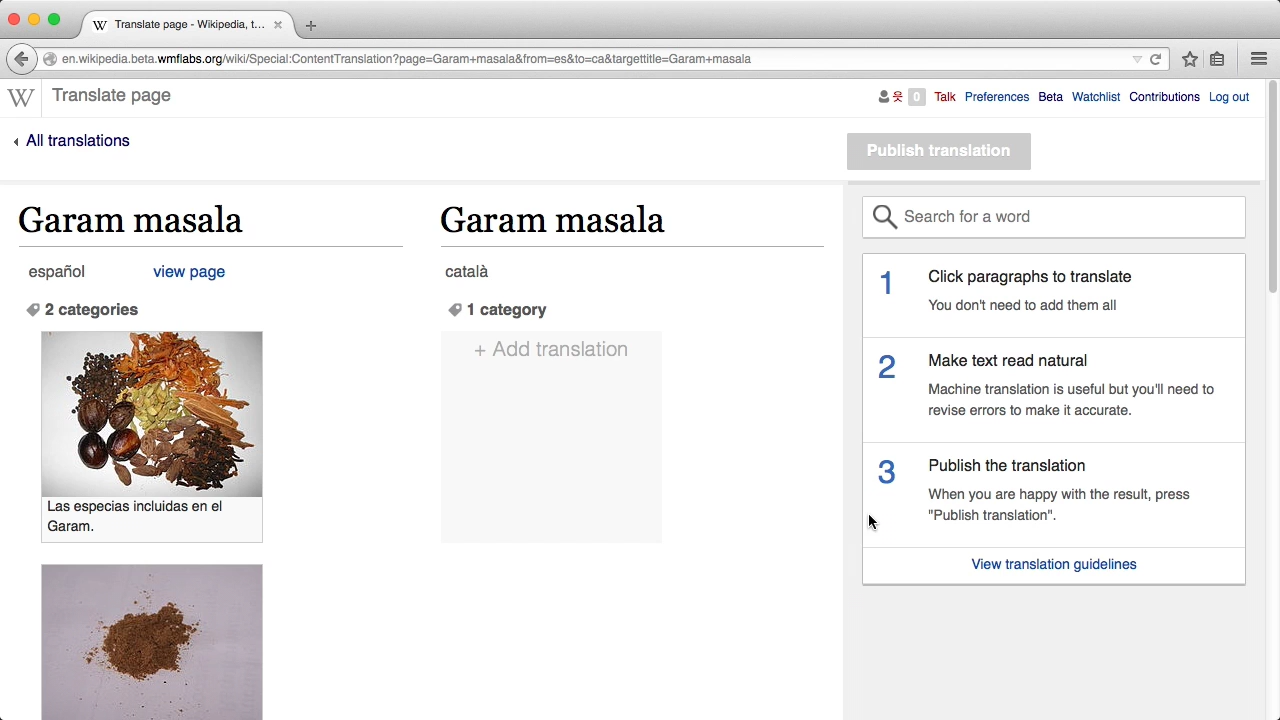 W Translate page - Wikipedia, t...
en.wikipedia.beta.wmflabs.org/wiki/Special:ContentTranslation?page=Garam+masala&from=es&to=ca&targettitle=Garam+masala
W Translate page
웃 0 Talk Preferences Beta Watchlist Contributions Log out
All translations
Publish translation
Garam masala
español view page
2 categories
Las especias incluidas en el
Garam.
Garam masala
català
1 category
+ Add translation
Search for a word
1 Click paragraphs to translate
You don't need to add them all
2 Make text read natural
Machine translation is useful but you'll need to
revise errors to make it accurate.
3 Publish the translation
When you are happy with the result, press
"Publish translation".
View translation guidelines